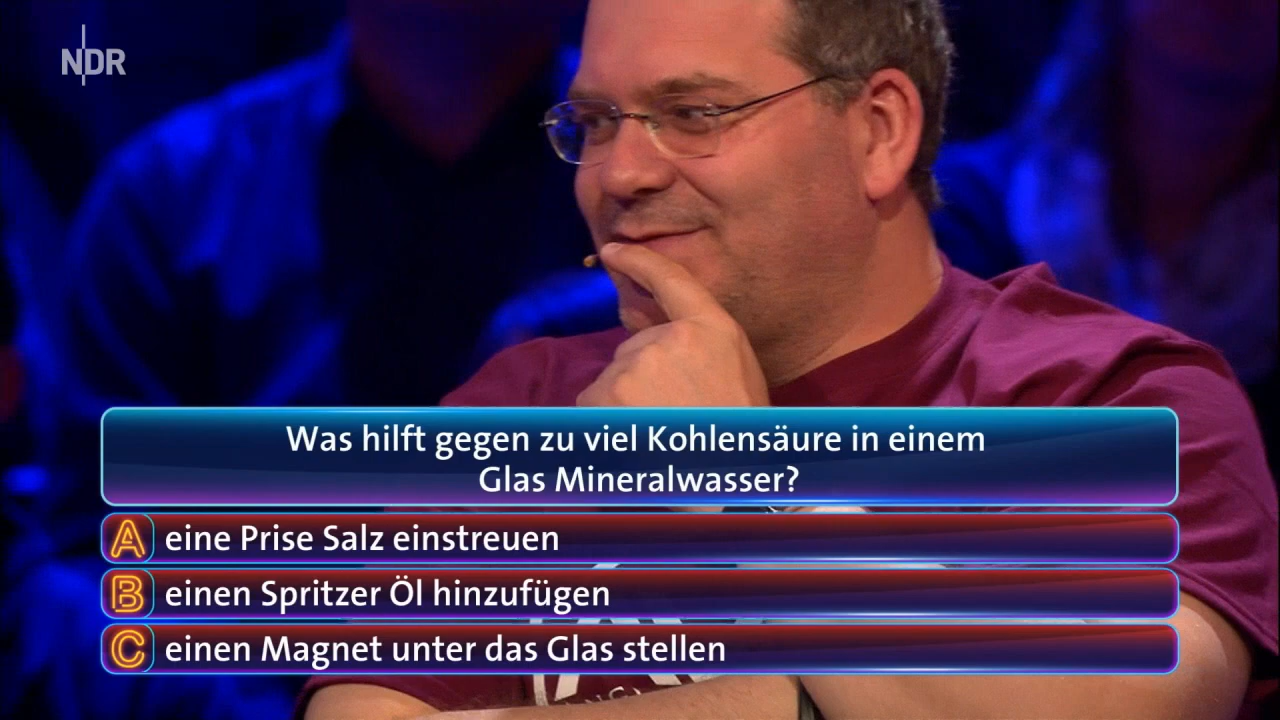 NDR
Was hilft gegen zu viel Kohlensäure in einem
Glas Mineralwasser?
A eine Prise Salz einstreuen
B einen Spritzer Öl hinzufügen
C einen Magnet unter das Glas stellen